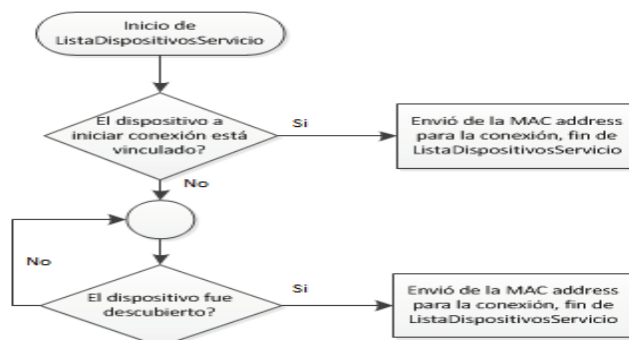 Inicio de
ListaDispositivosServicio
El dispositivo a
iniciar conexión está
vinculado?
Si
Envió de la MAC address
para la conexión, fin de
ListaDispositivosServicio
No
No
El dispositivo fue
descubierto?
Si
Envió de la MAC address
para la conexión, fin de
ListaDispositivosServicio